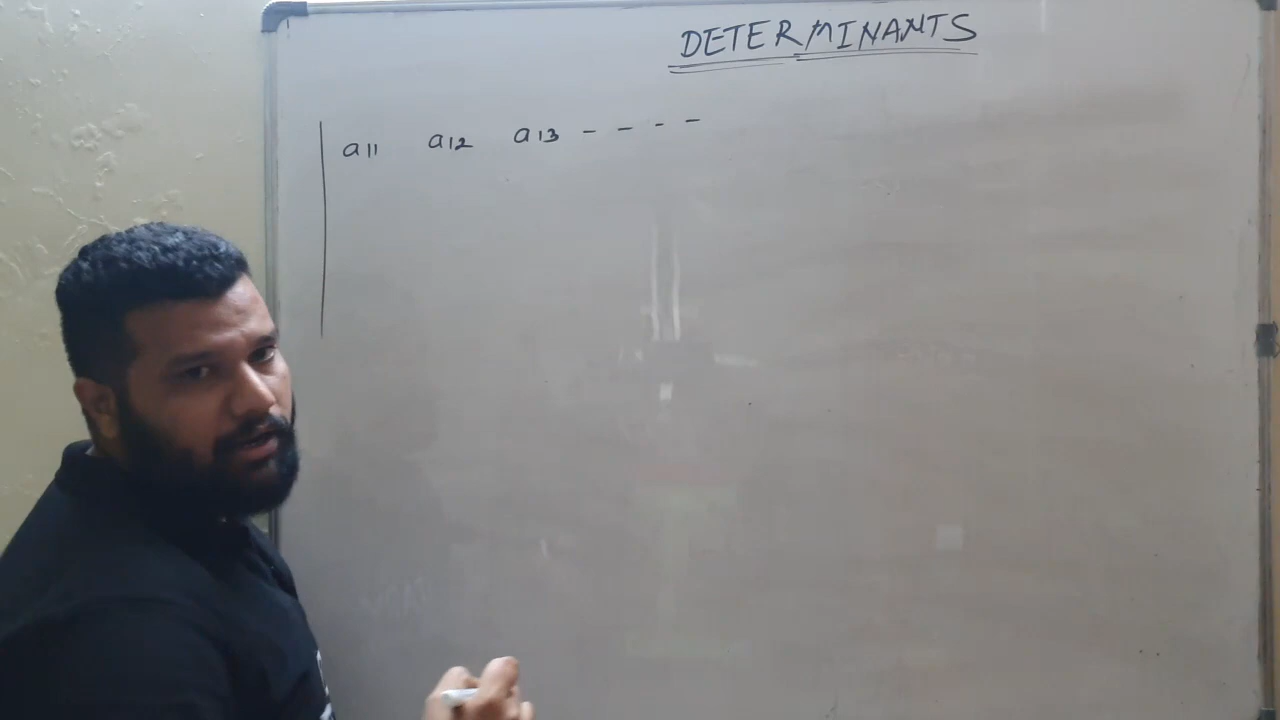 DETERMINANTS
| a11 a12 a13 - - - -